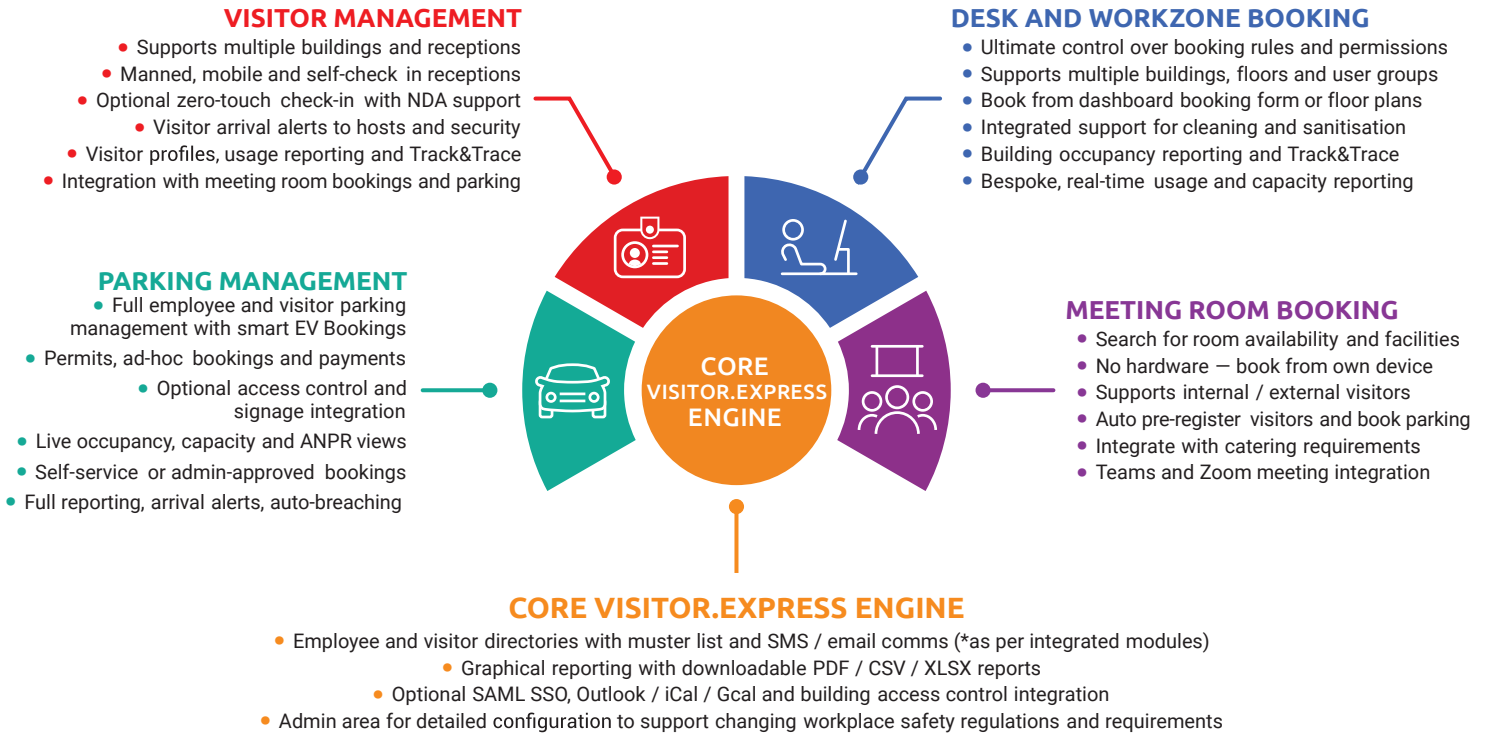 VISITOR MANAGEMENT
• Supports multiple buildings and receptions
• Manned, mobile and self-check in receptions
• Optional zero-touch check-in with NDA support
• Visitor arrival alerts to hosts and security
• Visitor profiles, usage reporting and Track&Trace
• Integration with meeting room bookings and parking
DESK AND WORKZONE BOOKING
• Ultimate control over booking rules and permissions
• Supports multiple buildings, floors and user groups
• Book from dashboard booking form or floor plans
• Integrated support for cleaning and sanitisation
• Building occupancy reporting and Track&Trace
• Bespoke, real-time usage and capacity reporting
PARKING MANAGEMENT
• Full employee and visitor parking
management with smart EV Bookings
• Permits, ad-hoc bookings and payments
• Optional access control and
signage integration
• Live occupancy, capacity and ANPR views
• Self-service or admin-approved bookings
• Full reporting, arrival alerts, auto-breaching
CORE
VISITOR.EXPRESS
ENGINE
MEETING ROOM BOOKING
• Search for room availability and facilities
• No hardware — book from own device
• Supports internal / external visitors
• Auto pre-register visitors and book parking
• Integrate with catering requirements
• Teams and Zoom meeting integration
CORE VISITOR.EXPRESS ENGINE
• Employee and visitor directories with muster list and SMS / email comms (*as per integrated modules)
• Graphical reporting with downloadable PDF / CSV / XLSX reports
• Optional SAML SSO, Outlook / iCal / Gcal and building access control integration
• Admin area for detailed configuration to support changing workplace safety regulations and requirements